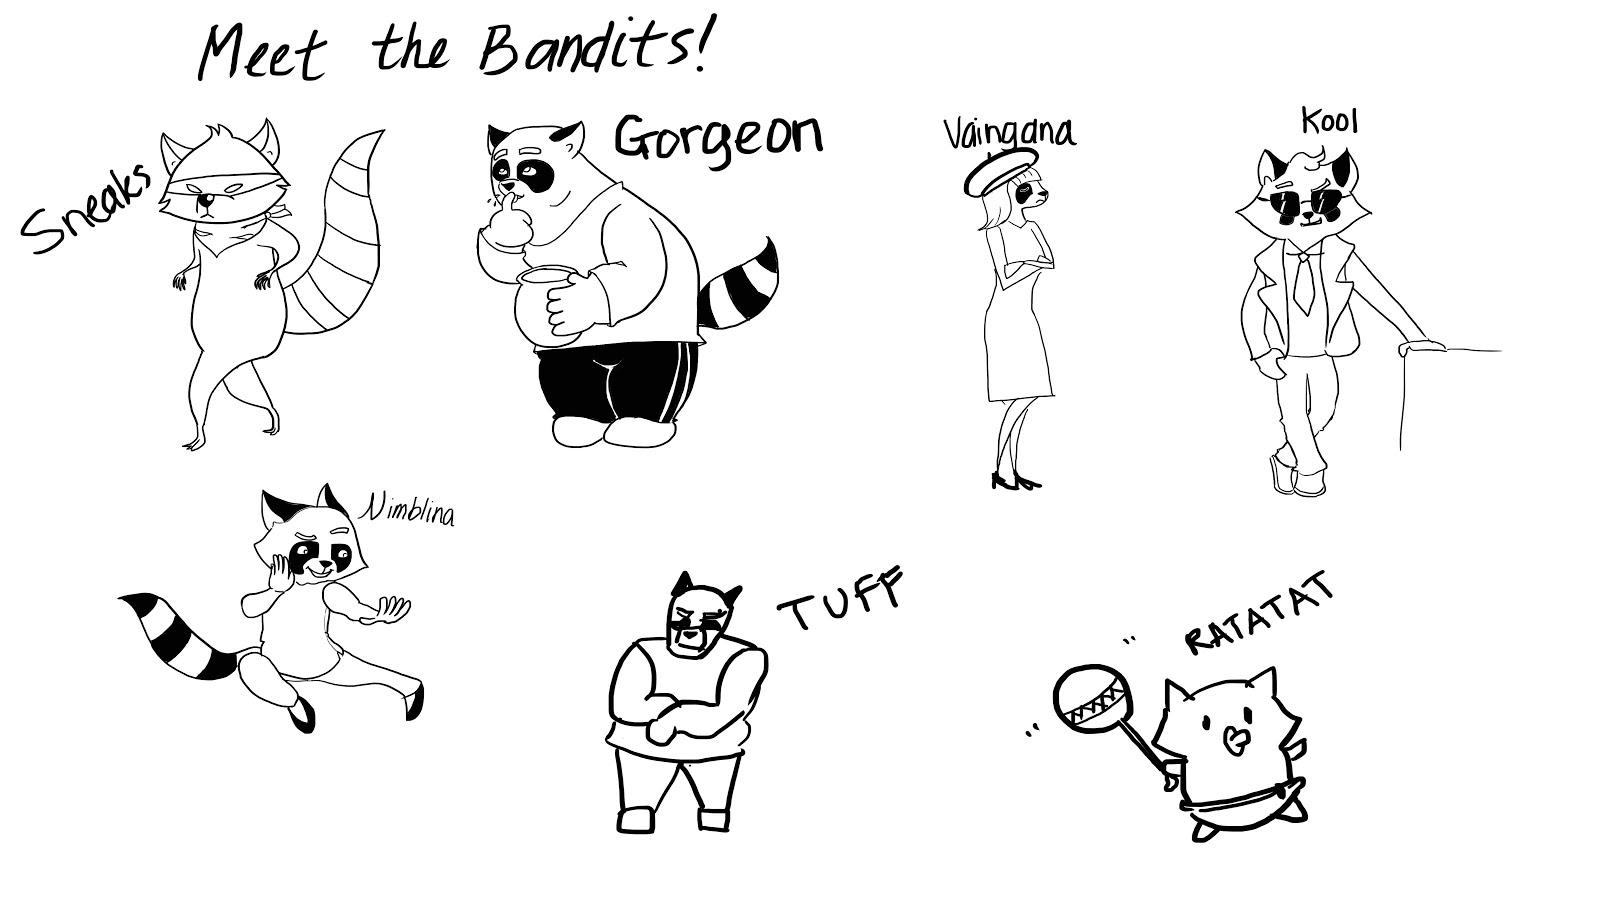 Meet the Bandits!
Sneaks
Gorgeon
Vaingana
Kool
Nimblina
TUFF
RATATAT